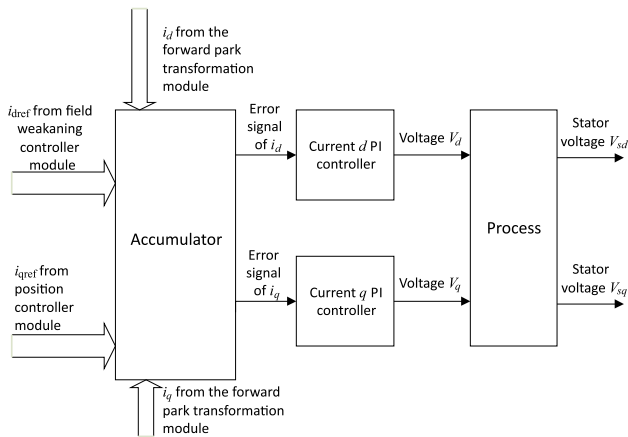 i_d from the
forward park
transformation
module
i_dref from field
weakaning
controller
module
Error
signal
of i_d
Current d PI
controller
Voltage V_d
Stator
voltage V_sd
Accumulator
Process
i_qref from
position
controller
module
Error
signal
of i_q
Current q PI
controller
Voltage V_q
Stator
voltage V_sq
i_q from the forward
park transformation
module